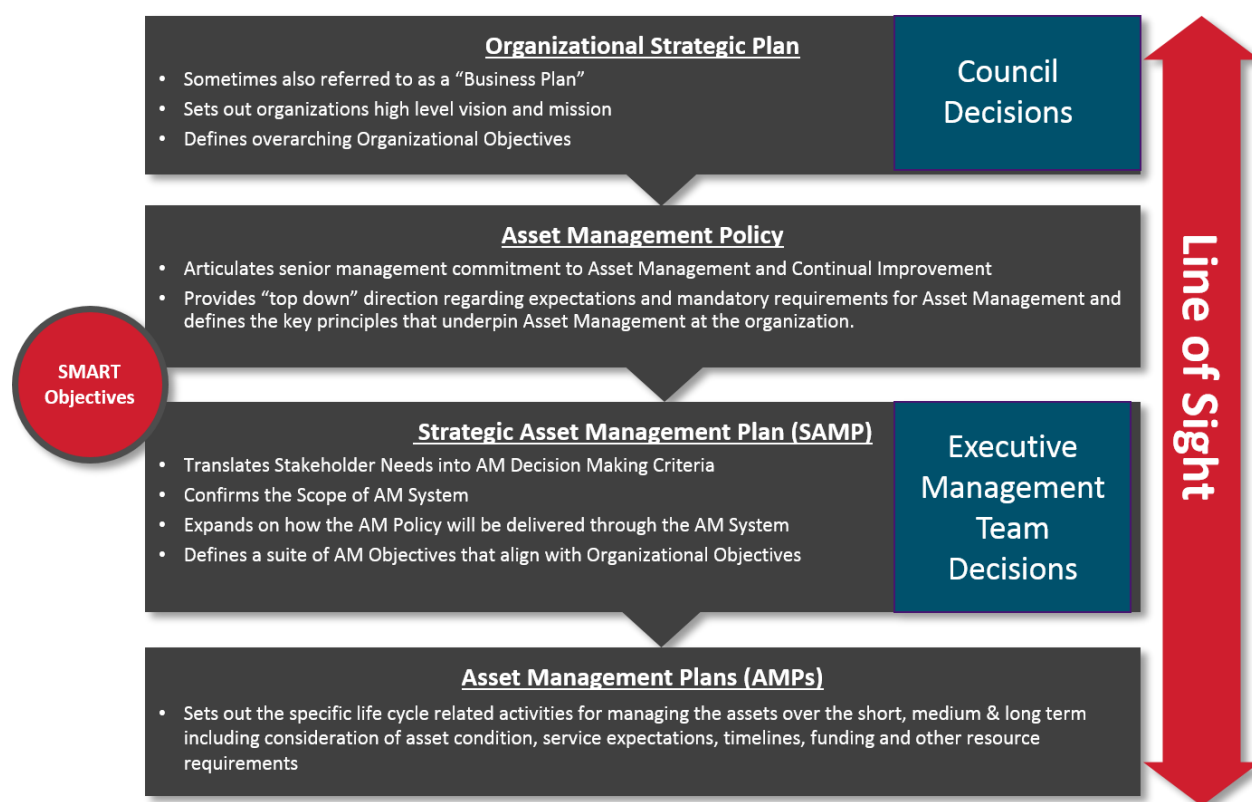 Organizational Strategic Plan
• Sometimes also referred to as a “Business Plan”
• Sets out organizations high level vision and mission
• Defines overarching Organizational Objectives
Council
Decisions
Asset Management Policy
• Articulates senior management commitment to Asset Management and Continual Improvement
• Provides “top down” direction regarding expectations and mandatory requirements for Asset Management and
defines the key principles that underpin Asset Management at the organization.
SMART
Objectives
Strategic Asset Management Plan (SAMP)
• Translates Stakeholder Needs into AM Decision Making Criteria
• Confirms the Scope of AM System
• Expands on how the AM Policy will be delivered through the AM System
• Defines a suite of AM Objectives that align with Organizational Objectives
Executive
Management
Team
Decisions
Asset Management Plans (AMPs)
• Sets out the specific life cycle related activities for managing the assets over the short, medium & long term
including consideration of asset condition, service expectations, timelines, funding and other resource
requirements
Line of Sight